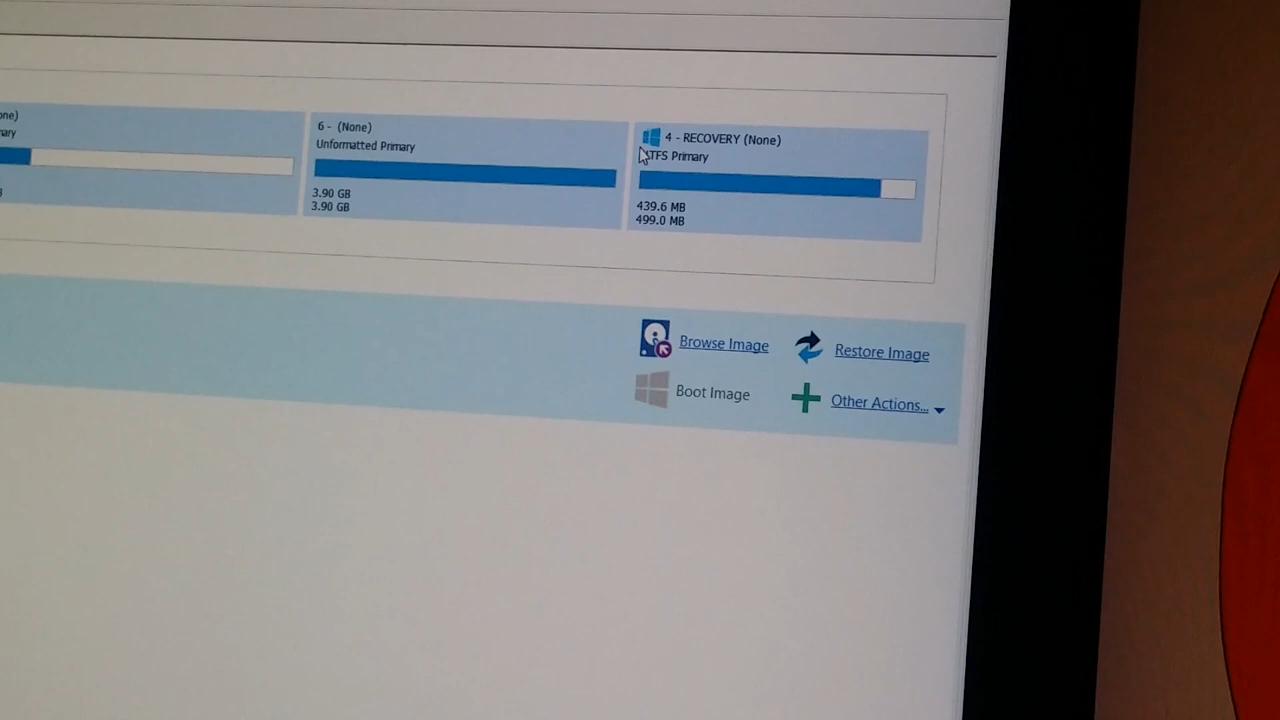 6 - (None)
Unformatted Primary
3.90 GB
3.90 GB
4 - RECOVERY (None)
TFS Primary
439.6 MB
499.0 MB
Browse Image
Restore Image
Boot Image
Other Actions...